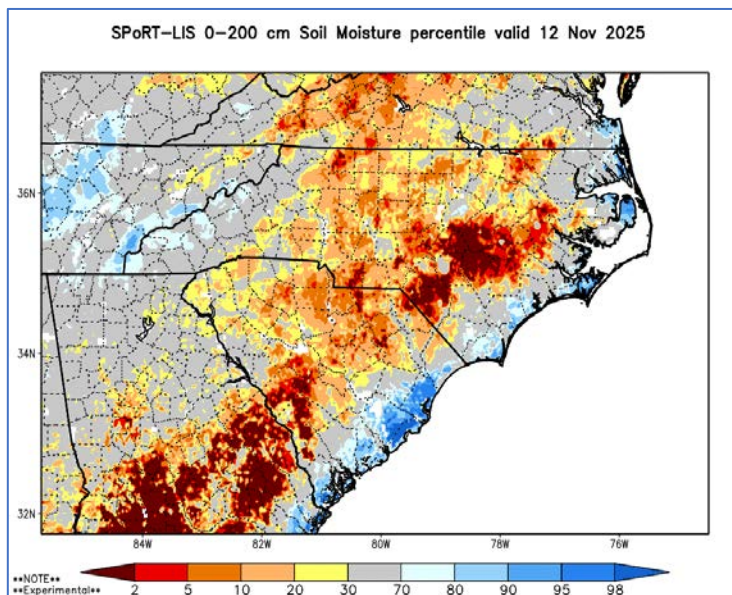 SPoRT-LIS 0-200 cm Soil Moisture percentile valid 12 Nov 2025
36N
34N
32N
84W 82W 80W 78W 76W
**NOTE**
**Experimental**
2 5 10 20 30 70 80 90 95 98